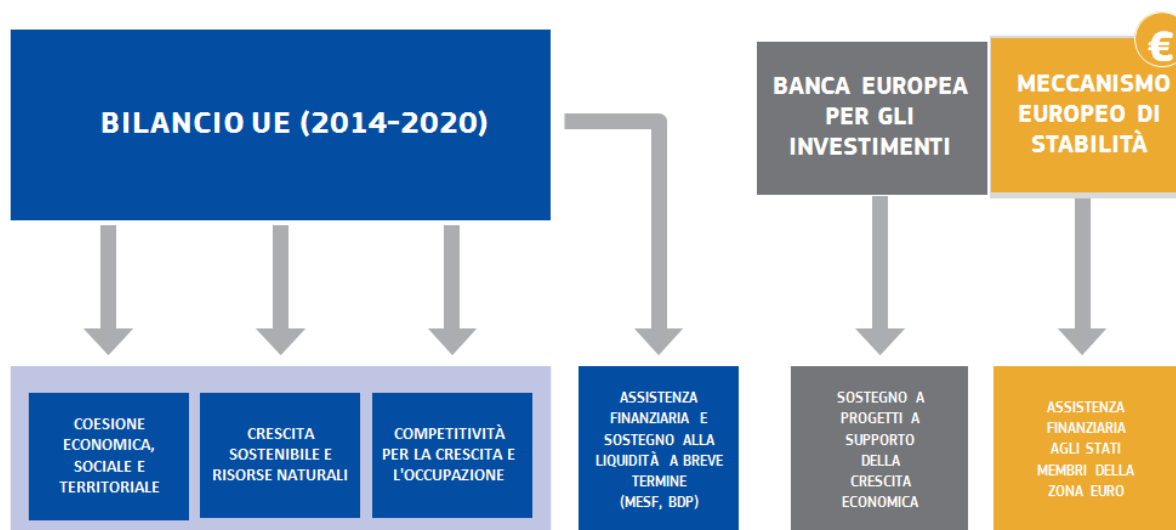 BILANCIO UE (2014-2020)
BANCA EUROPEA
PER GLI
INVESTIMENTI
€
MECCANISMO
EUROPEO DI
STABILITÀ
COESIONE
ECONOMICA,
SOCIALE E
TERRITORIALE
CRESCITA
SOSTENIBILE E
RISORSE NATURALI
COMPETITIVITÀ
PER LA CRESCITA E
L'OCCUPAZIONE
ASSISTENZA
FINANZIARIA E
SOSTEGNO ALLA
LIQUIDITÀ A BREVE
TERMINE
(MESF, BDP)
SOSTEGNO A
PROGETTI A
SUPPORTO
DELLA
CRESCITA
ECONOMICA
ASSISTENZA
FINANZIARIA
AGLI STATI
MEMBRI DELLA
ZONA EURO